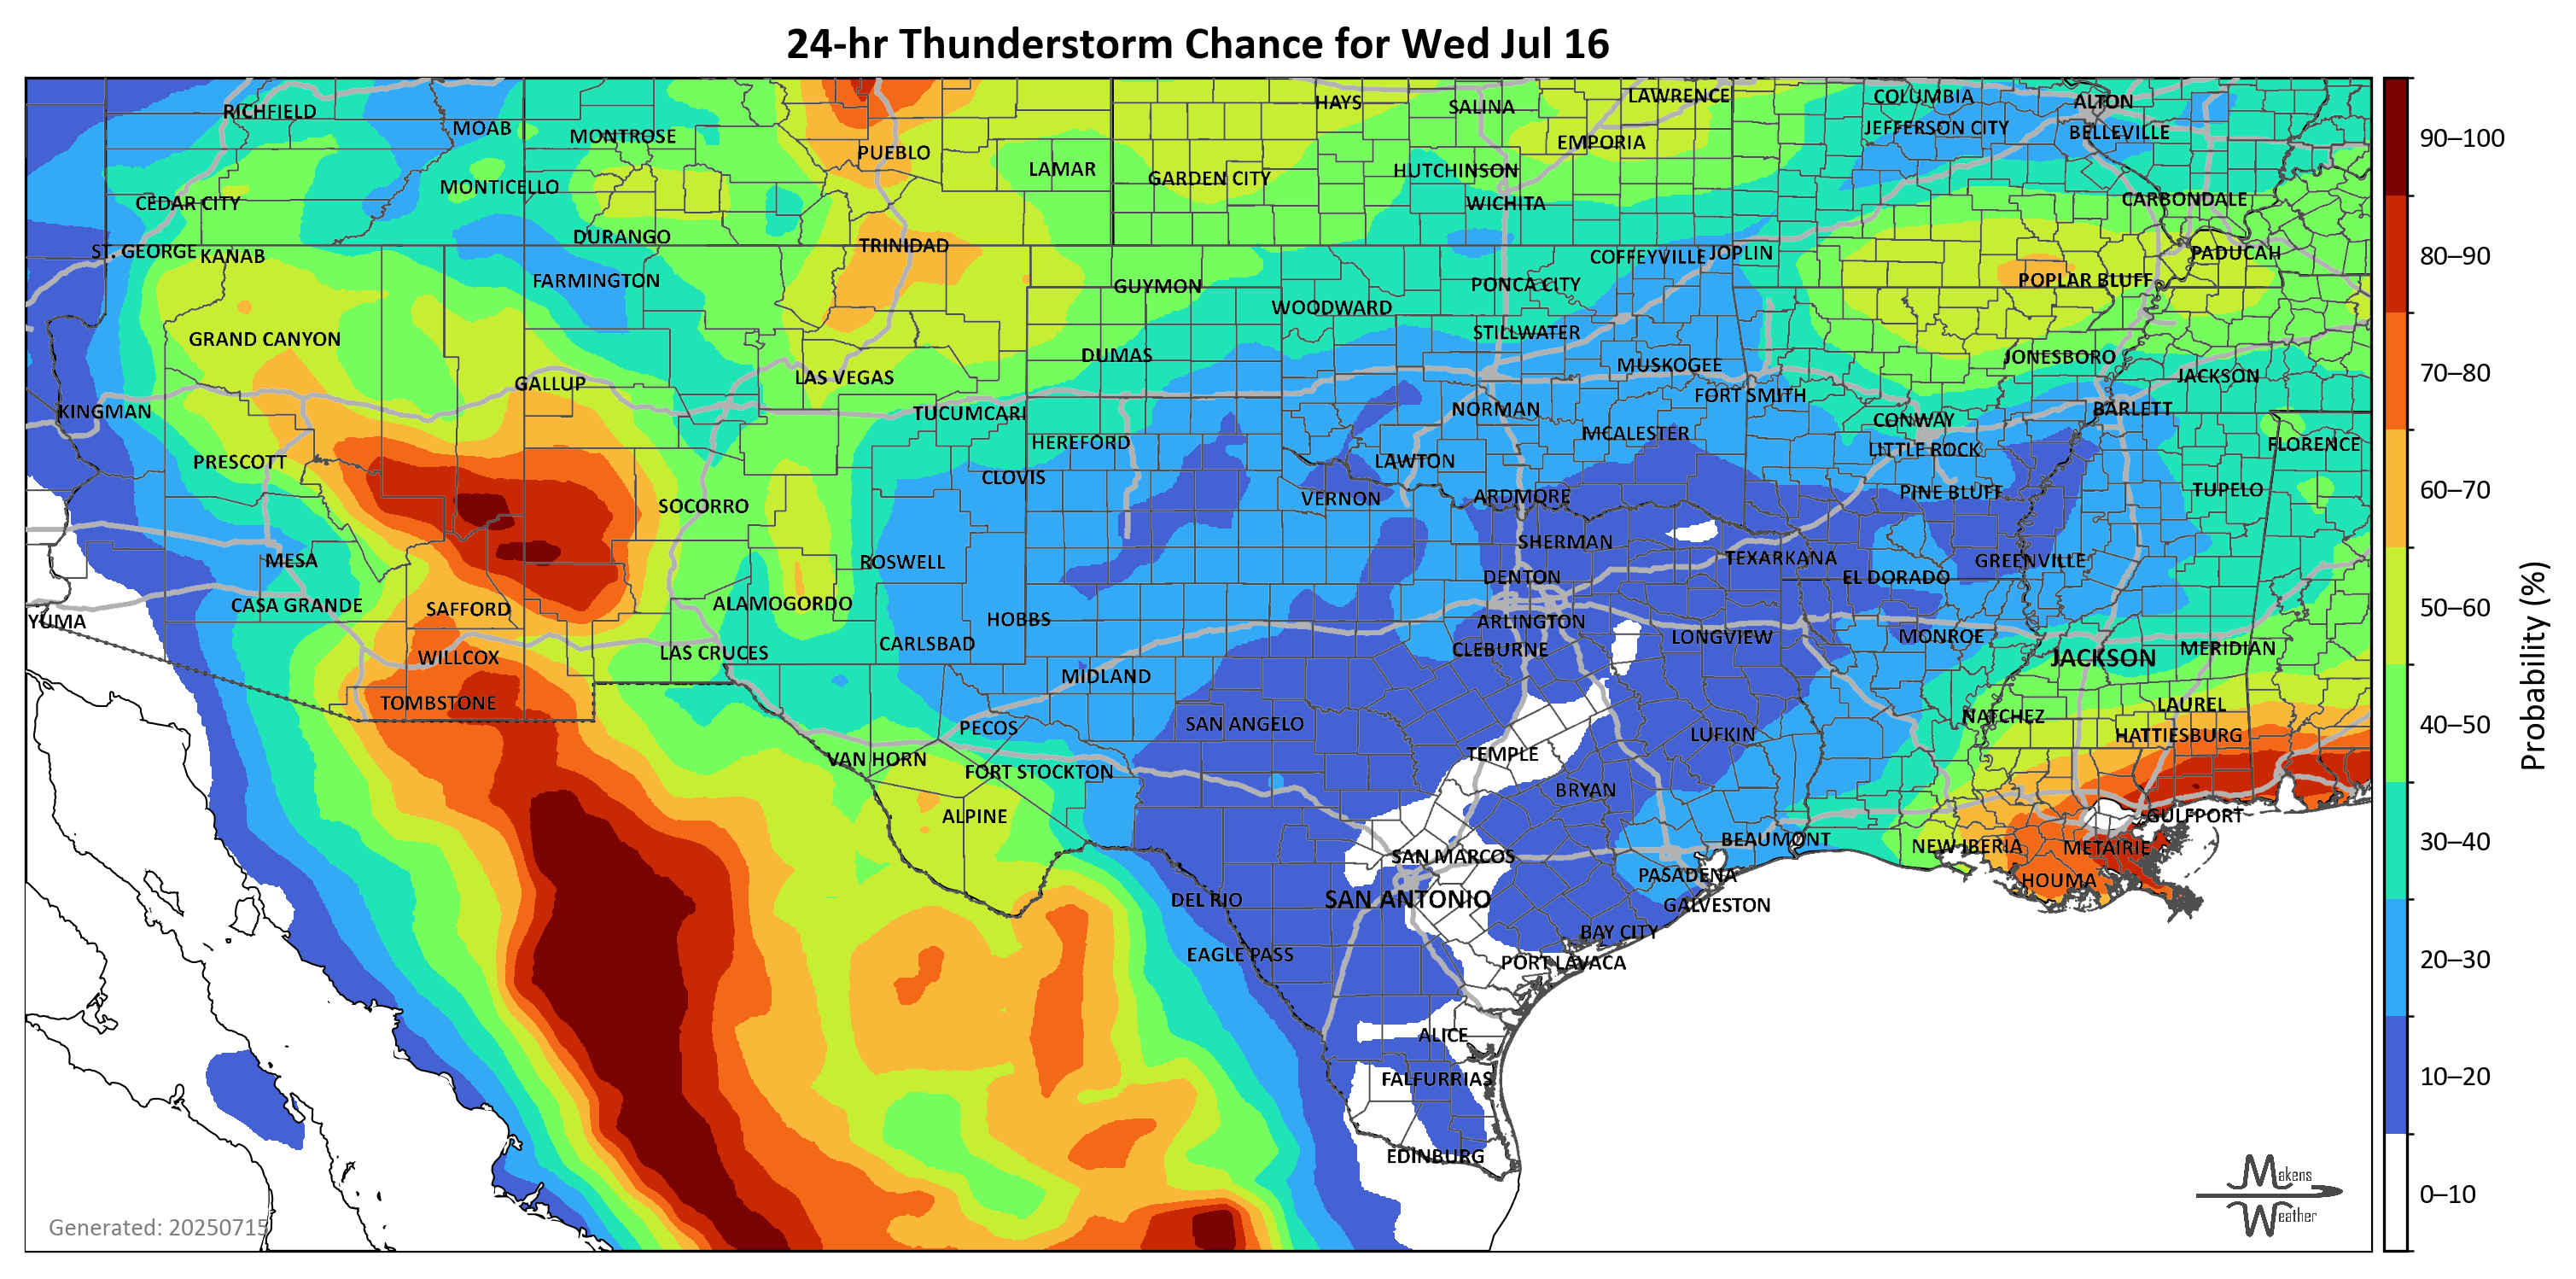 24-hr Thunderstorm Chance for Wed Jul 16
RICHFIELD
MOAB
MONTROSE
PUEBLO
LAMAR
HAYS
SALINA
LAWRENCE
COLUMBIA
ALTON
EMPORIA
JEFFERSON CITY
BELLEVILLE
GARDEN CITY
HUTCHINSON
WICHITA
CARBONDALE
MONTICELLO
CEDAR CITY
DURANGO
TRINIDAD
ST. GEORGE
KANAB
FARMINGTON
GUYMON
COFFEYVILLE
JOPLIN
PADUCAH
POPLAR BLUFF
PONCA CITY
WOODWARD
STILLWATER
GRAND CANYON
DUMAS
MUSKOGEE
JONESBORO
JACKSON
GALLUP
LAS VEGAS
FORT SMITH
KINGMAN
TUCUMCARI
NORMAN
BARLETT
CONWAY
HEREFORD
MCALESTER
FLORENCE
PRESCOTT
LAWTON
LITTLE ROCK
CLOVIS
VERNON
ARDMORE
PINE BLUFF
TUPELO
SOCORRO
MESA
ROSWELL
SHERMAN
TEXARKANA
GREENVILLE
DENTON
EL DORADO
CASA GRANDE
SAFFORD
ALAMOGORDO
YUMA
HOBBS
ARLINGTON
LONGVIEW
MONROE
CARLSBAD
CLEBURNE
WILLCOX
LAS CRUCES
JACKSON
MERIDIAN
MIDLAND
TOMBSTONE
LAUREL
NATCHEZ
PECOS
SAN ANGELO
LUFKIN
HATTIESBURG
VAN HORN
TEMPLE
FORT STOCKTON
BRYAN
ALPINE
GULFPORT
BEAUMONT
NEW IBERIA
METAIRIE
SAN MARCOS
PASADENA
HOUMA
DEL RIO
SAN ANTONIO
GALVESTON
BAY CITY
EAGLE PASS
PORT LAVACA
ALICE
FALFURRIAS
EDINBURG
Makens
Weather
Generated: 20250715
90–100
80–90
70–80
60–70
50–60
40–50
30–40
20–30
10–20
0–10
Probability (%)